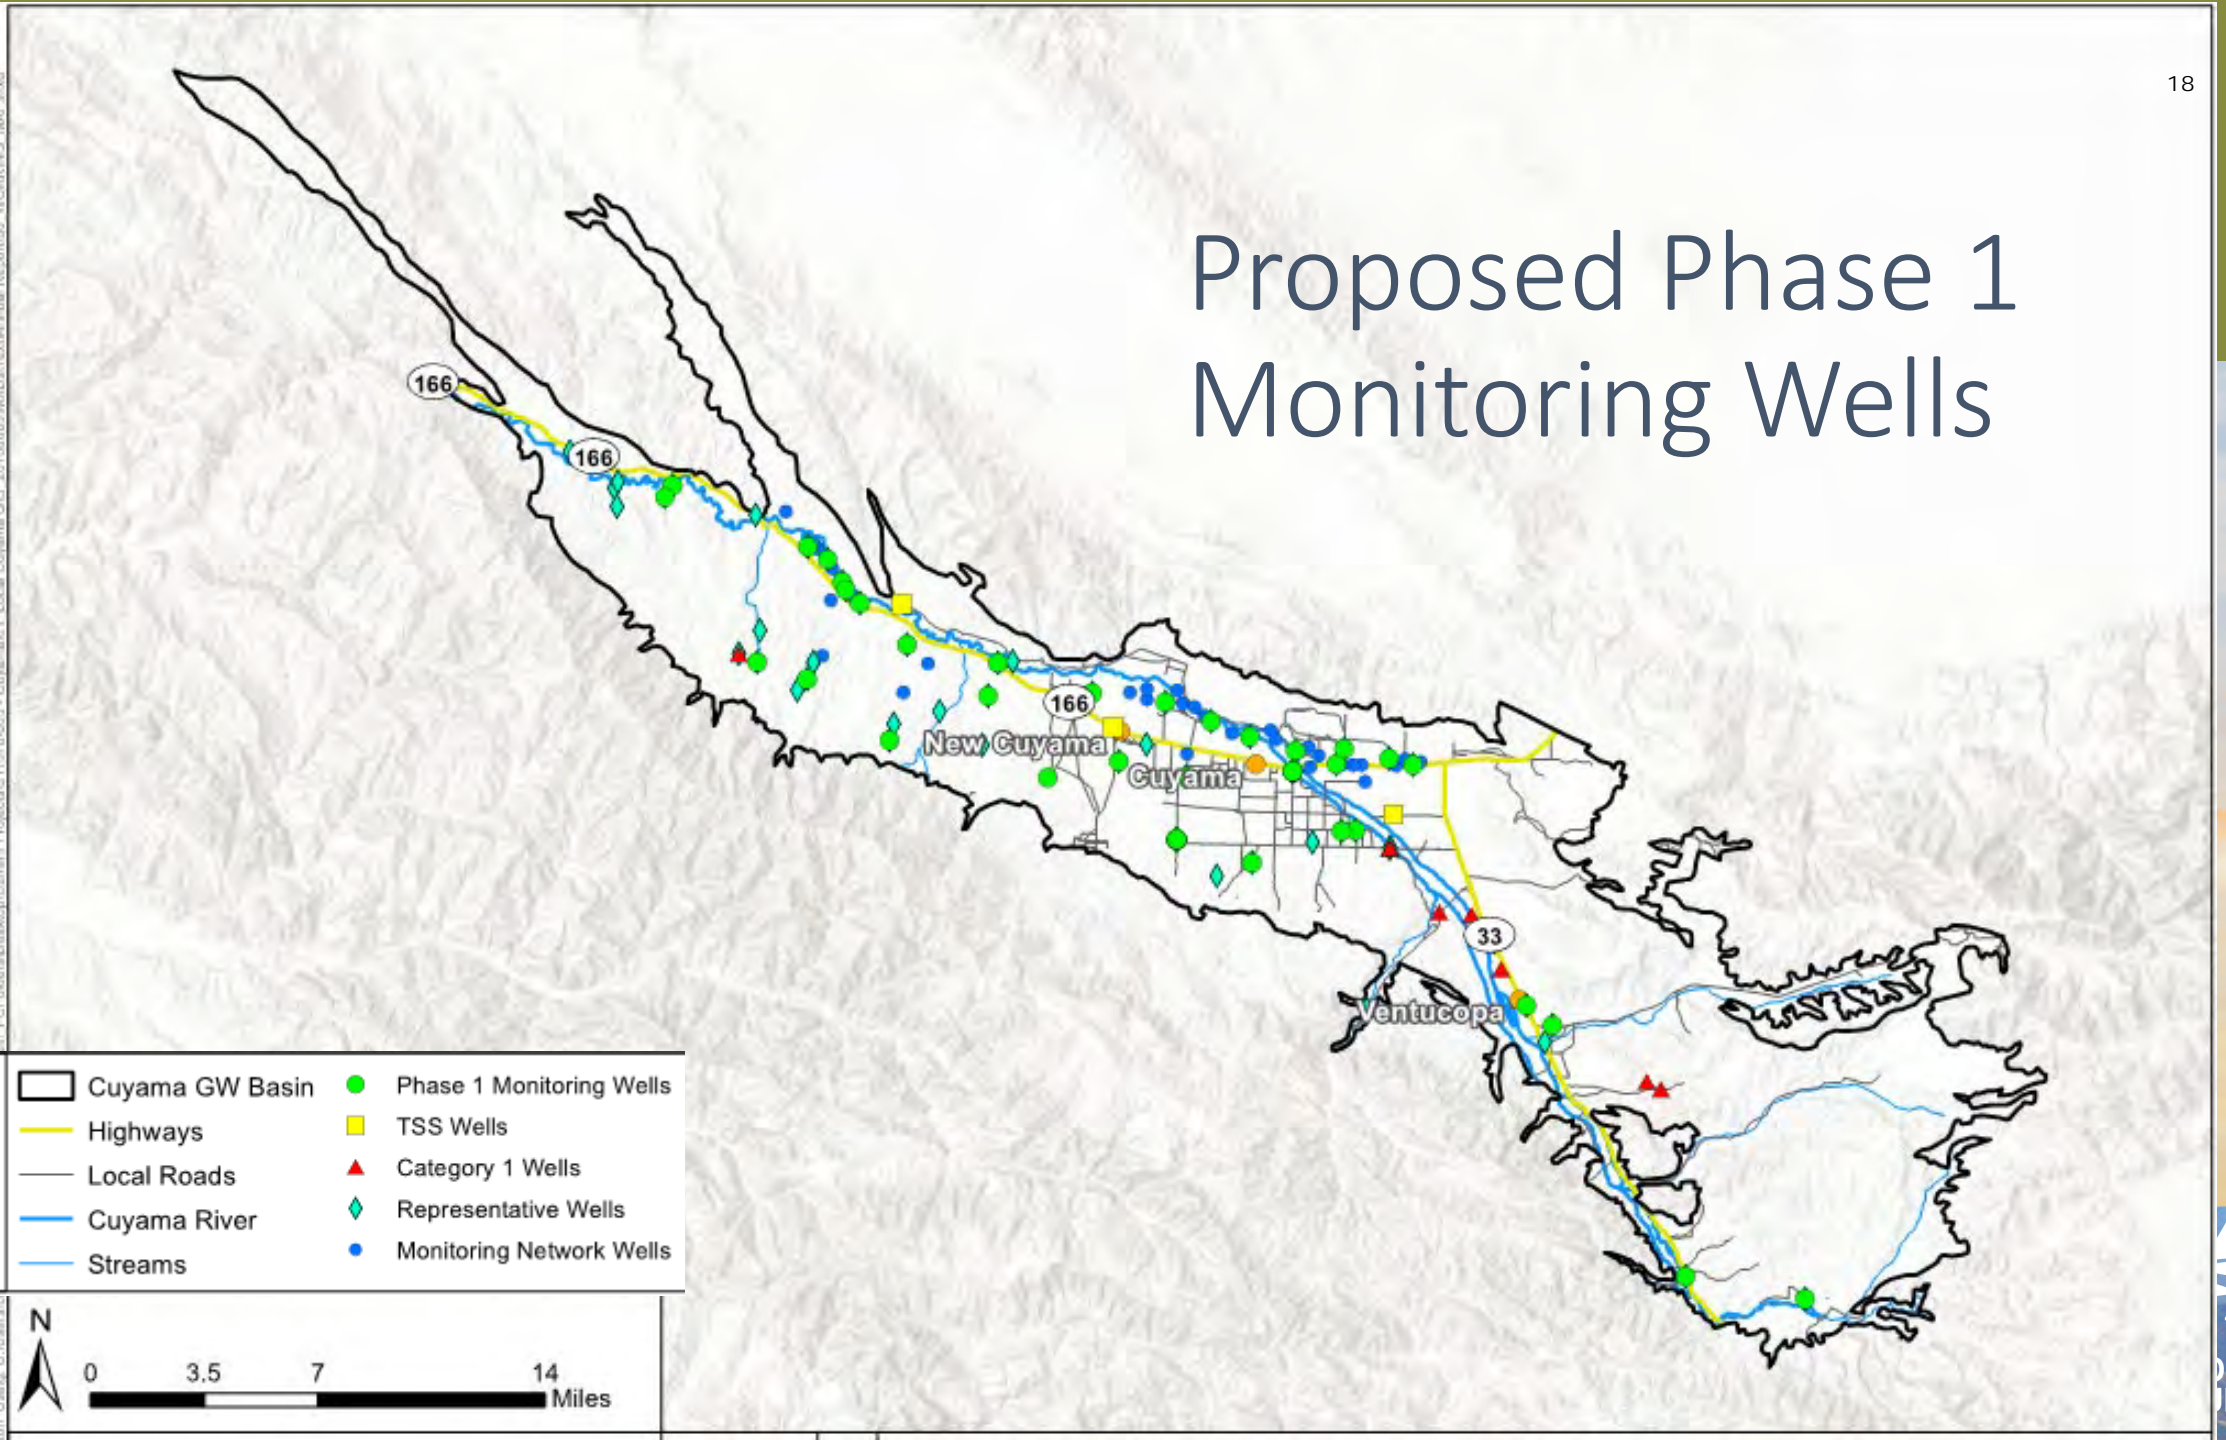 18
Proposed Phase 1
Monitoring Wells
166
166
166
New Cuyama
Cuyama
33
Ventucopa
Cuyama GW Basin
Highways
Local Roads
Cuyama River
Streams
Phase 1 Monitoring Wells
TSS Wells
Category 1 Wells
Representative Wells
Monitoring Network Wells
N
0 3.5 7 14
Miles